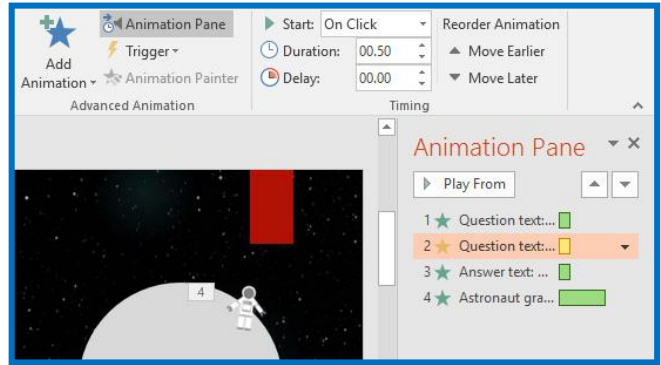 Add Animation
Animation Pane
Trigger
Animation Painter
Advanced Animation
Start: On Click
Duration: 00.50
Delay: 00.00
Timing
Reorder Animation
Move Earlier
Move Later
Animation Pane
Play From
1 Question text:...
2 Question text:...
3 Answer text: ...
4 Astronaut gra...
4